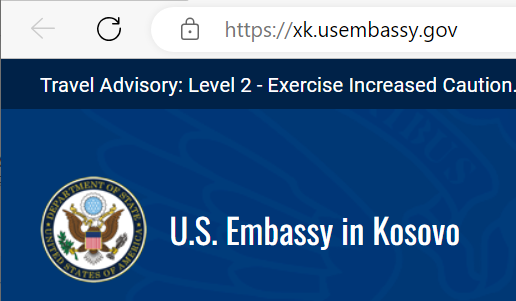 https://xk.usembassy.gov
Travel Advisory: Level 2 - Exercise Increased Caution.
DEPARTMENT OF STATE
UNITED STATES OF AMERICA
U.S. Embassy in Kosovo